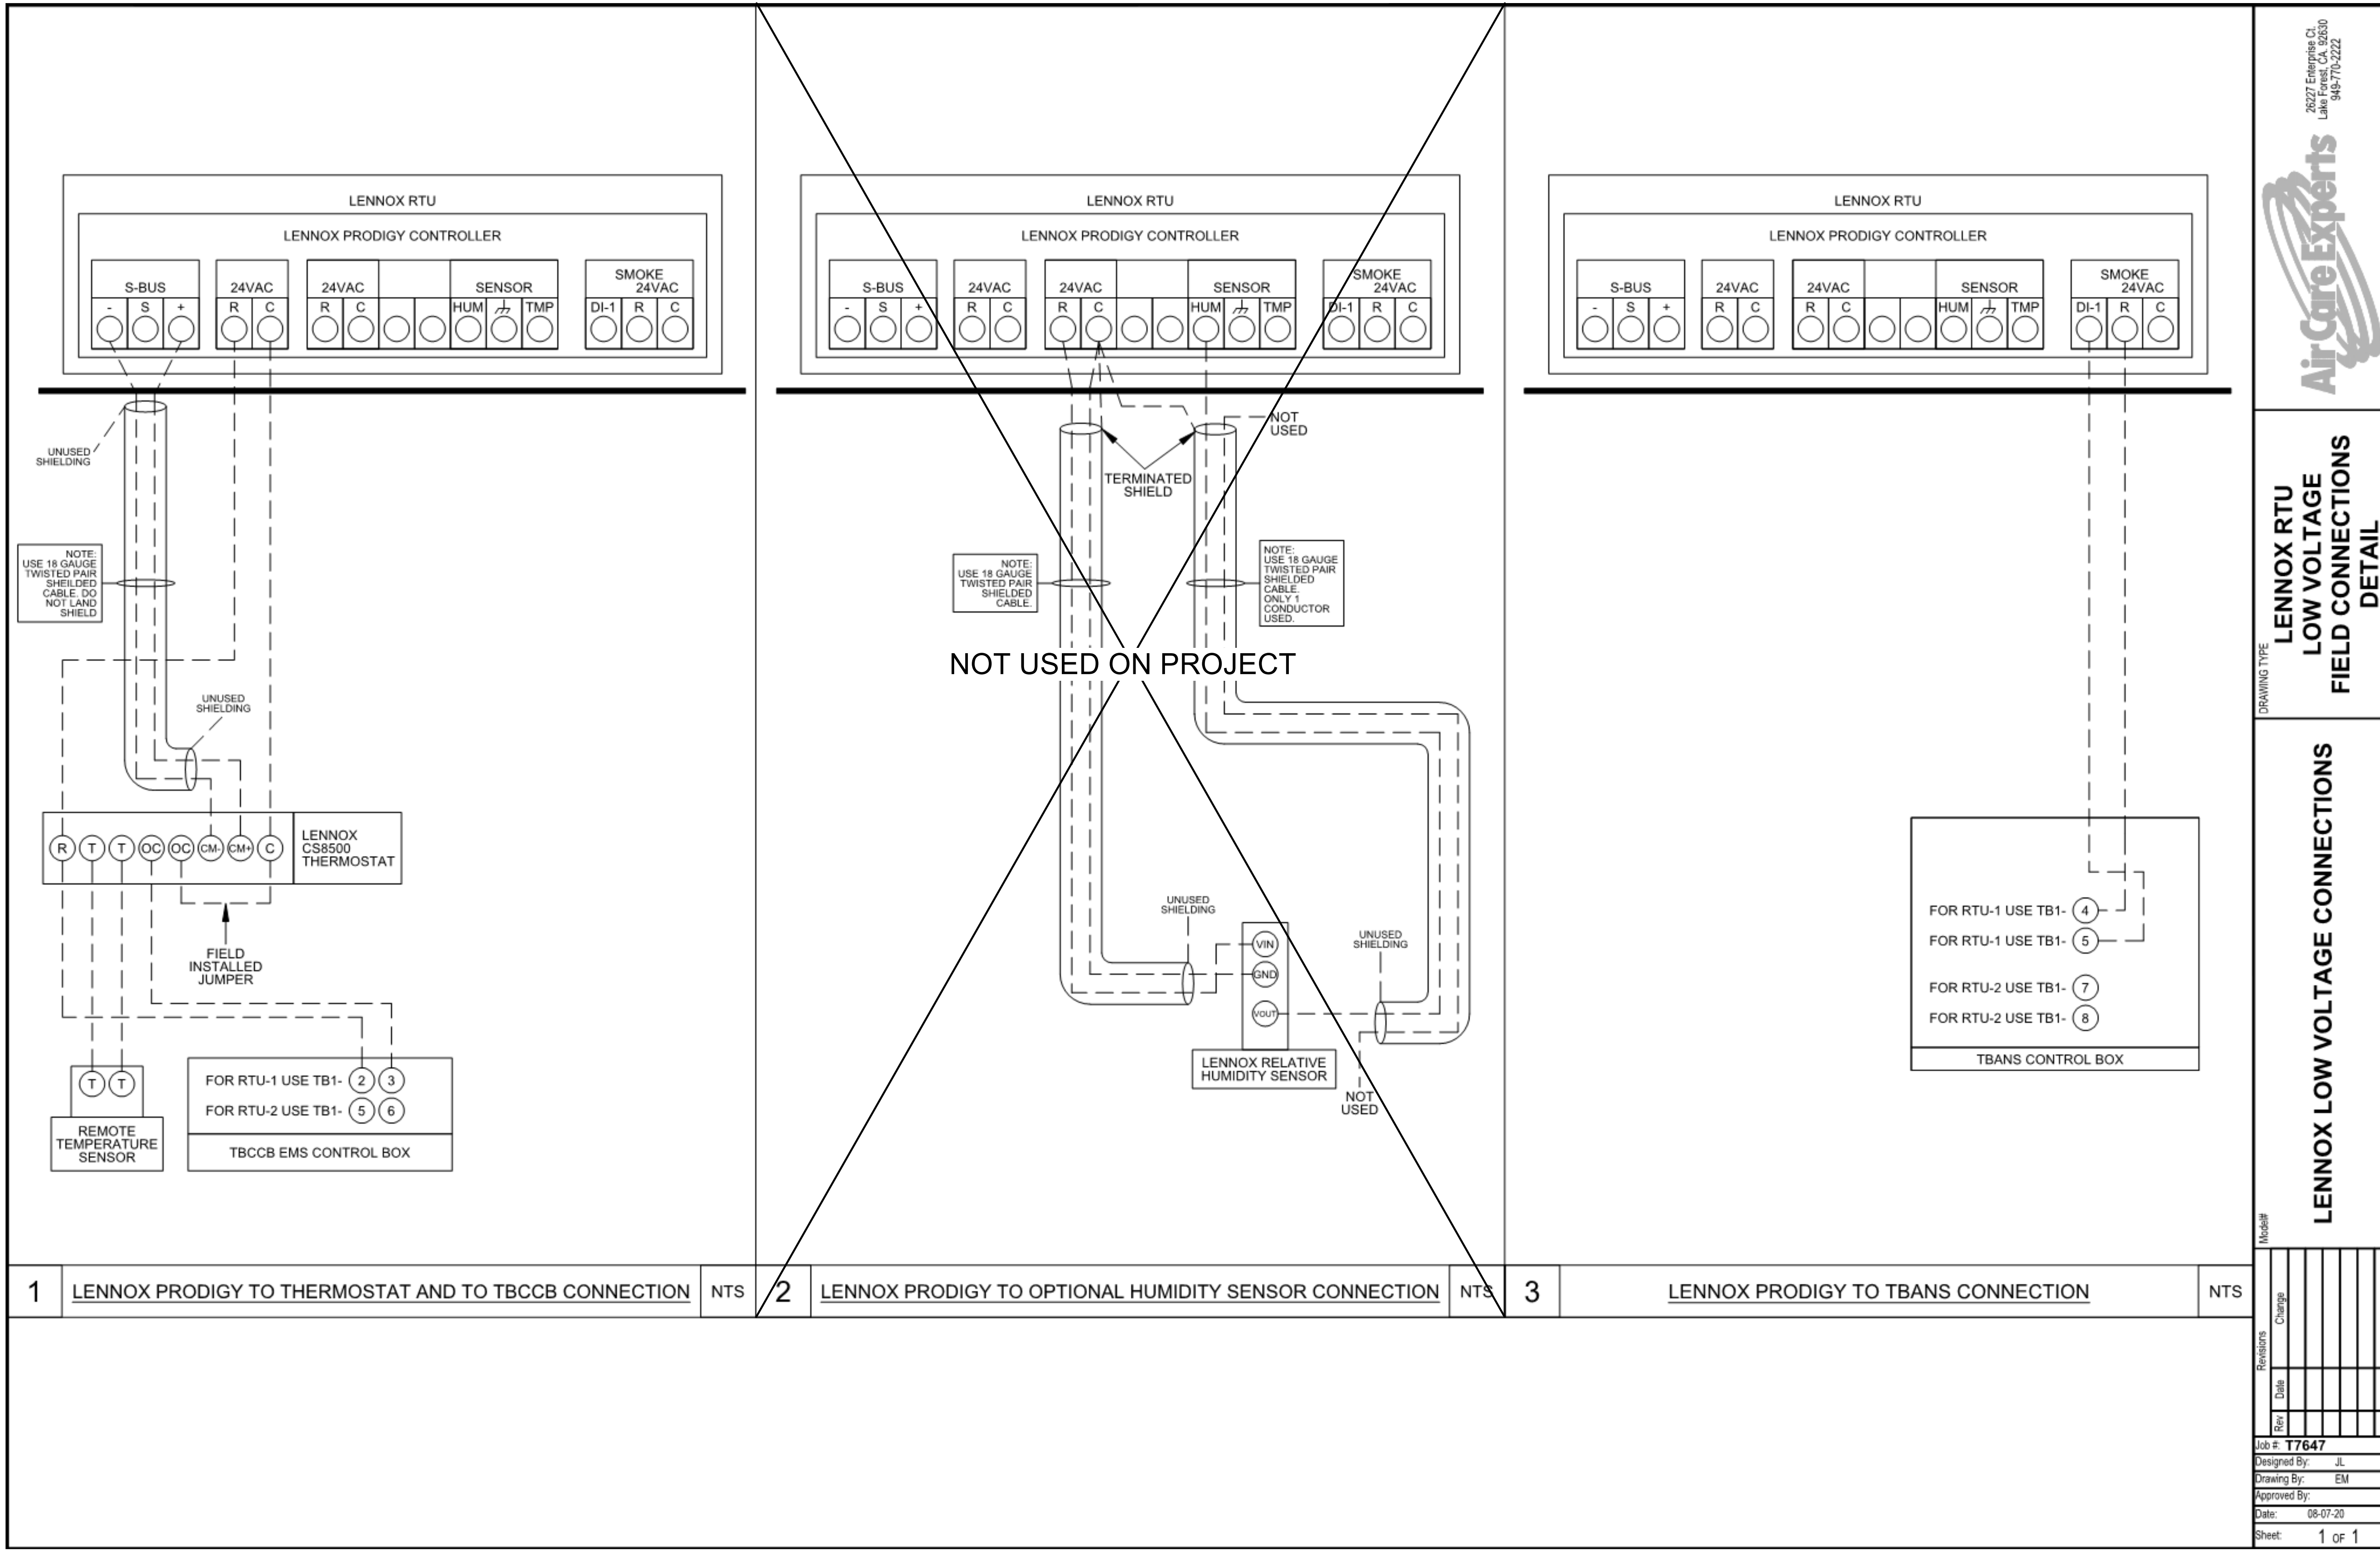 LENNOX RTU
LENNOX PRODIGY CONTROLLER
S-BUS
24VAC
24VAC
SENSOR
SMOKE
24VAC
- S +
R C
R C
HUM TMP
DI-1 R C
UNUSED
SHIELDING
NOTE:
USE 18 GAUGE
TWISTED PAIR
SHEILDED
CABLE. DO
NOT LAND
SHIELD
UNUSED
SHIELDING
R T T OC OC CM- CM+ C
LENNOX
CS8500
THERMOSTAT
FIELD
INSTALLED
JUMPER
T T
REMOTE
TEMPERATURE
SENSOR
FOR RTU-1 USE TB1- 2 3
FOR RTU-2 USE TB1- 5 6
TBCCB EMS CONTROL BOX
1 LENNOX PRODIGY TO THERMOSTAT AND TO TBCCB CONNECTION NTS
LENNOX RTU
LENNOX PRODIGY CONTROLLER
S-BUS
24VAC
24VAC
SENSOR
SMOKE
24VAC
- S +
R C
R C
HUM TMP
DI-1 R C
NOT
USED
TERMINATED
SHIELD
NOTE:
USE 18 GAUGE
TWISTED PAIR
SHIELDED
CABLE.
NOTE:
USE 18 GAUGE
TWISTED PAIR
SHIELDED
CABLE.
ONLY 1
CONDUCTOR
USED.
NOT USED ON PROJECT
UNUSED
SHIELDING
VIN
GND
VOUT
UNUSED
SHIELDING
LENNOX RELATIVE
HUMIDITY SENSOR
NOT
USED
2 LENNOX PRODIGY TO OPTIONAL HUMIDITY SENSOR CONNECTION NTS
LENNOX RTU
LENNOX PRODIGY CONTROLLER
S-BUS
24VAC
24VAC
SENSOR
SMOKE
24VAC
- S +
R C
R C
HUM TMP
DI-1 R C
FOR RTU-1 USE TB1- 4
FOR RTU-1 USE TB1- 5
FOR RTU-2 USE TB1- 7
FOR RTU-2 USE TB1- 8
TBANS CONTROL BOX
3 LENNOX PRODIGY TO TBANS CONNECTION NTS
Air Care Experts
26227 Enterprise Ct.
Lake Forest, CA. 92630
949-770-2222
DRAWING TYPE
LENNOX RTU
LOW VOLTAGE
FIELD CONNECTIONS
DETAIL
Model#
LENNOX LOW VOLTAGE CONNECTIONS
Revisions
Rev Date Change
Job #: T7647
Designed By: JL
Drawing By: EM
Approved By:
Date: 08-07-20
Sheet: 1 OF 1